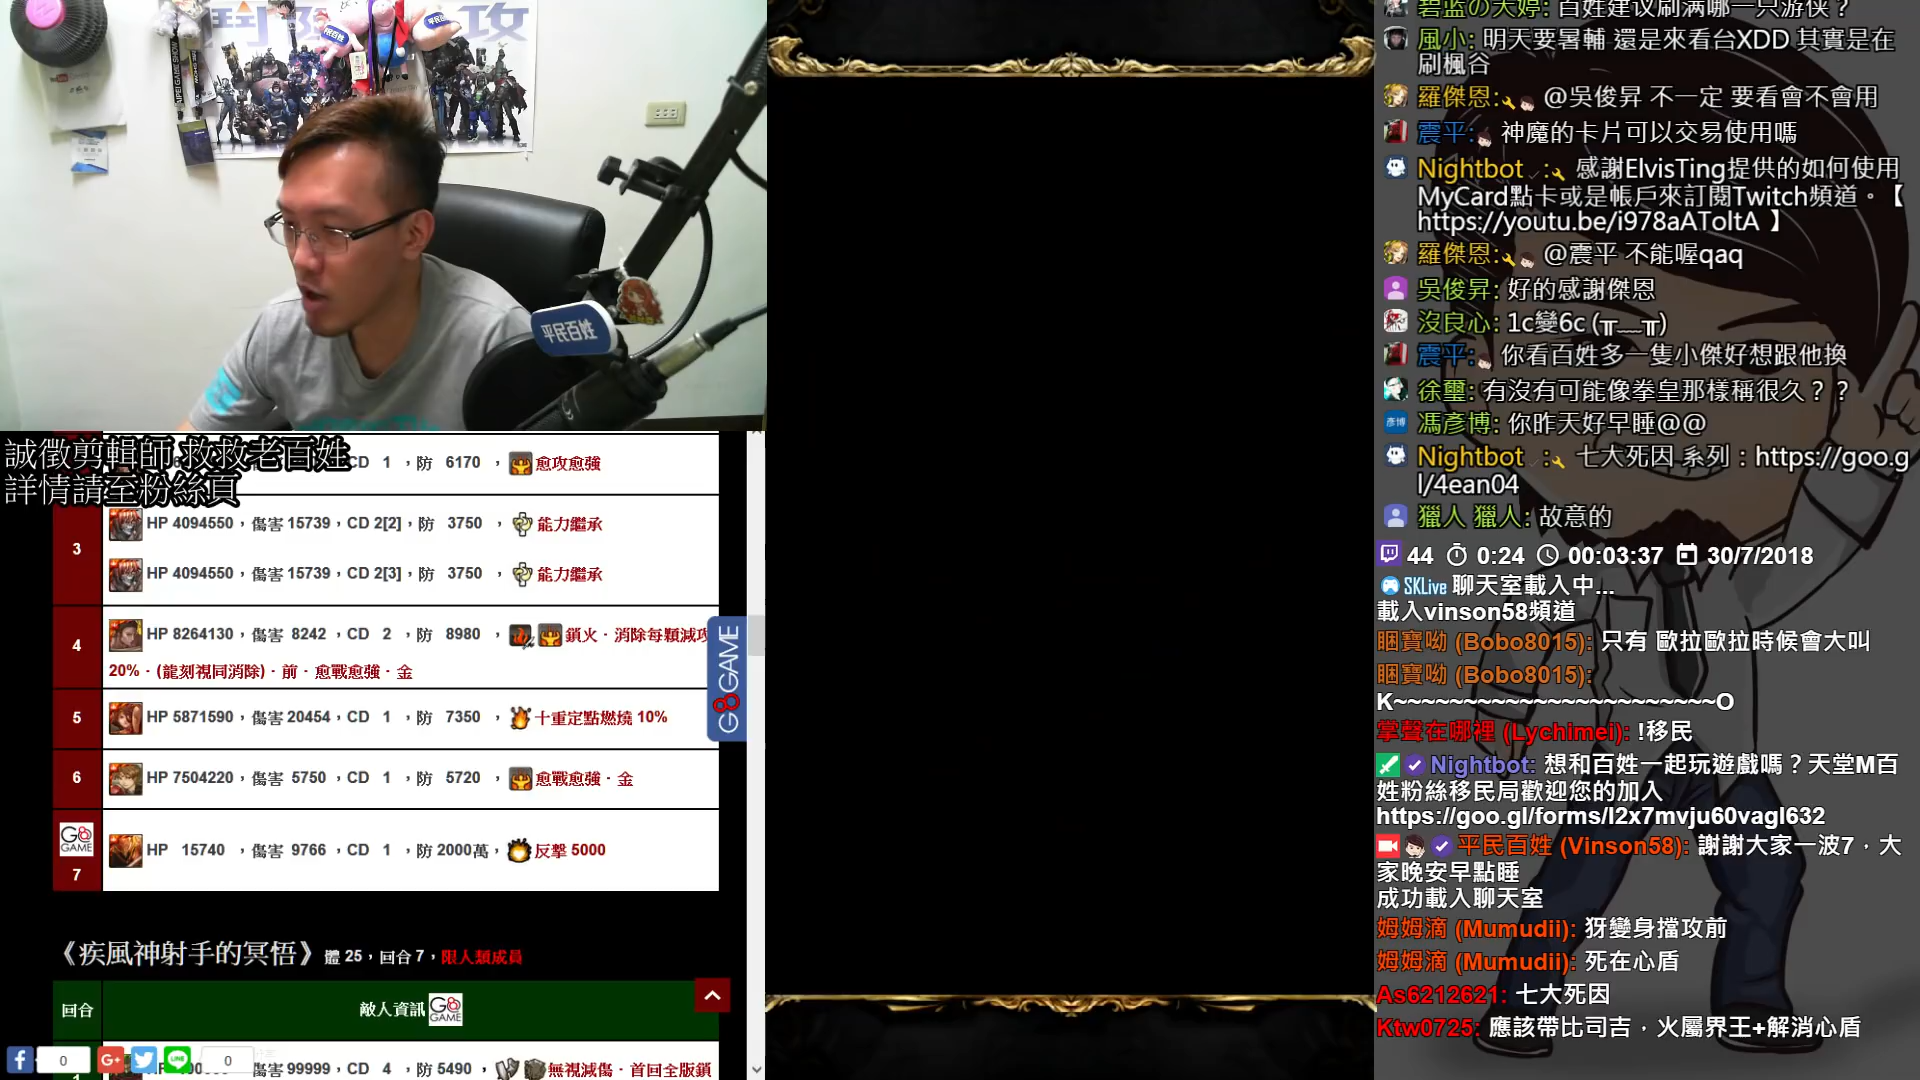 鬥陣 攻
平民百姓
平民百姓
誠徵剪輯師 救救老百姓
詳情請至粉絲頁
CD 1 ,防 6170 , 愈攻愈強
3
HP 4094550,傷害 15739,CD 2[2],防 3750 , 能力繼承
HP 4094550,傷害 15739,CD 2[3],防 3750 , 能力繼承
4
HP 8264130,傷害 8242 ,CD 2 ,防 8980 , 鎖火‧消除每顆減攻
20%‧(龍刻視同消除)‧前‧愈戰愈強‧金
5
HP 5871590,傷害 20454,CD 1 ,防 7350 , 十重定點燃燒 10%
6
HP 7504220,傷害 5750 ,CD 1 ,防 5720 , 愈戰愈強‧金
G8 GAME
7
HP 15740 ,傷害 9766,CD 1 ,防 2000萬, 反擊 5000
G8GAME
《疾風神射手的冥悟》體 25,回合 7,限人類成員
回合
敵人資訊 G8 GAME
傷害 99999,CD 4 ,防 5490 , 無視減傷‧首回全版鎖
0
G+
LINE
0
碧蓝の大婷: 百姓建议刷满哪一只游侠？
風小: 明天要暑輔 還是來看台XDD 其實是在
刷楓谷
羅傑恩: @吳俊昇 不一定 要看會不會用
震平: 神魔的卡片可以交易使用嗎
Nightbot : 感謝ElvisTing提供的如何使用
MyCard點卡或是帳戶來訂閱Twitch頻道。【
https://youtu.be/i978aAToltA 】
羅傑恩: @震平 不能喔qaq
吳俊昇: 好的感謝傑恩
沒良心: 1c變6c (╥﹏╥)
震平: 你看百姓多一隻小傑好想跟他換
徐璽: 有沒有可能像拳皇那樣稱很久？？
彥博
馮彥博: 你昨天好早睡@@
Nightbot : 七大死因 系列：https://goo.g
l/4ean04
獵人 獵人: 故意的
44 0:24 00:03:37 30/7/2018
SKLive 聊天室載入中...
載入vinson58頻道
睏寶呦 (Bobo8015): 只有 歐拉歐拉時候會大叫
睏寶呦 (Bobo8015):
K~~~~~~~~~~~~~~~~~~~~~~~O
掌聲在哪裡 (Lychimei): !移民
Nightbot: 想和百姓一起玩遊戲嗎？天堂M百
姓粉絲移民局歡迎您的加入
https://goo.gl/forms/l2x7mvju60vagl632
平民百姓 (Vinson58): 謝謝大家一波7，大
家晚安早點睡
成功載入聊天室
姆姆滴 (Mumudii): 犽變身擋攻前
姆姆滴 (Mumudii): 死在心盾
As6212621: 七大死因
Ktw0725: 應該帶比司吉，火屬界王+解消心盾